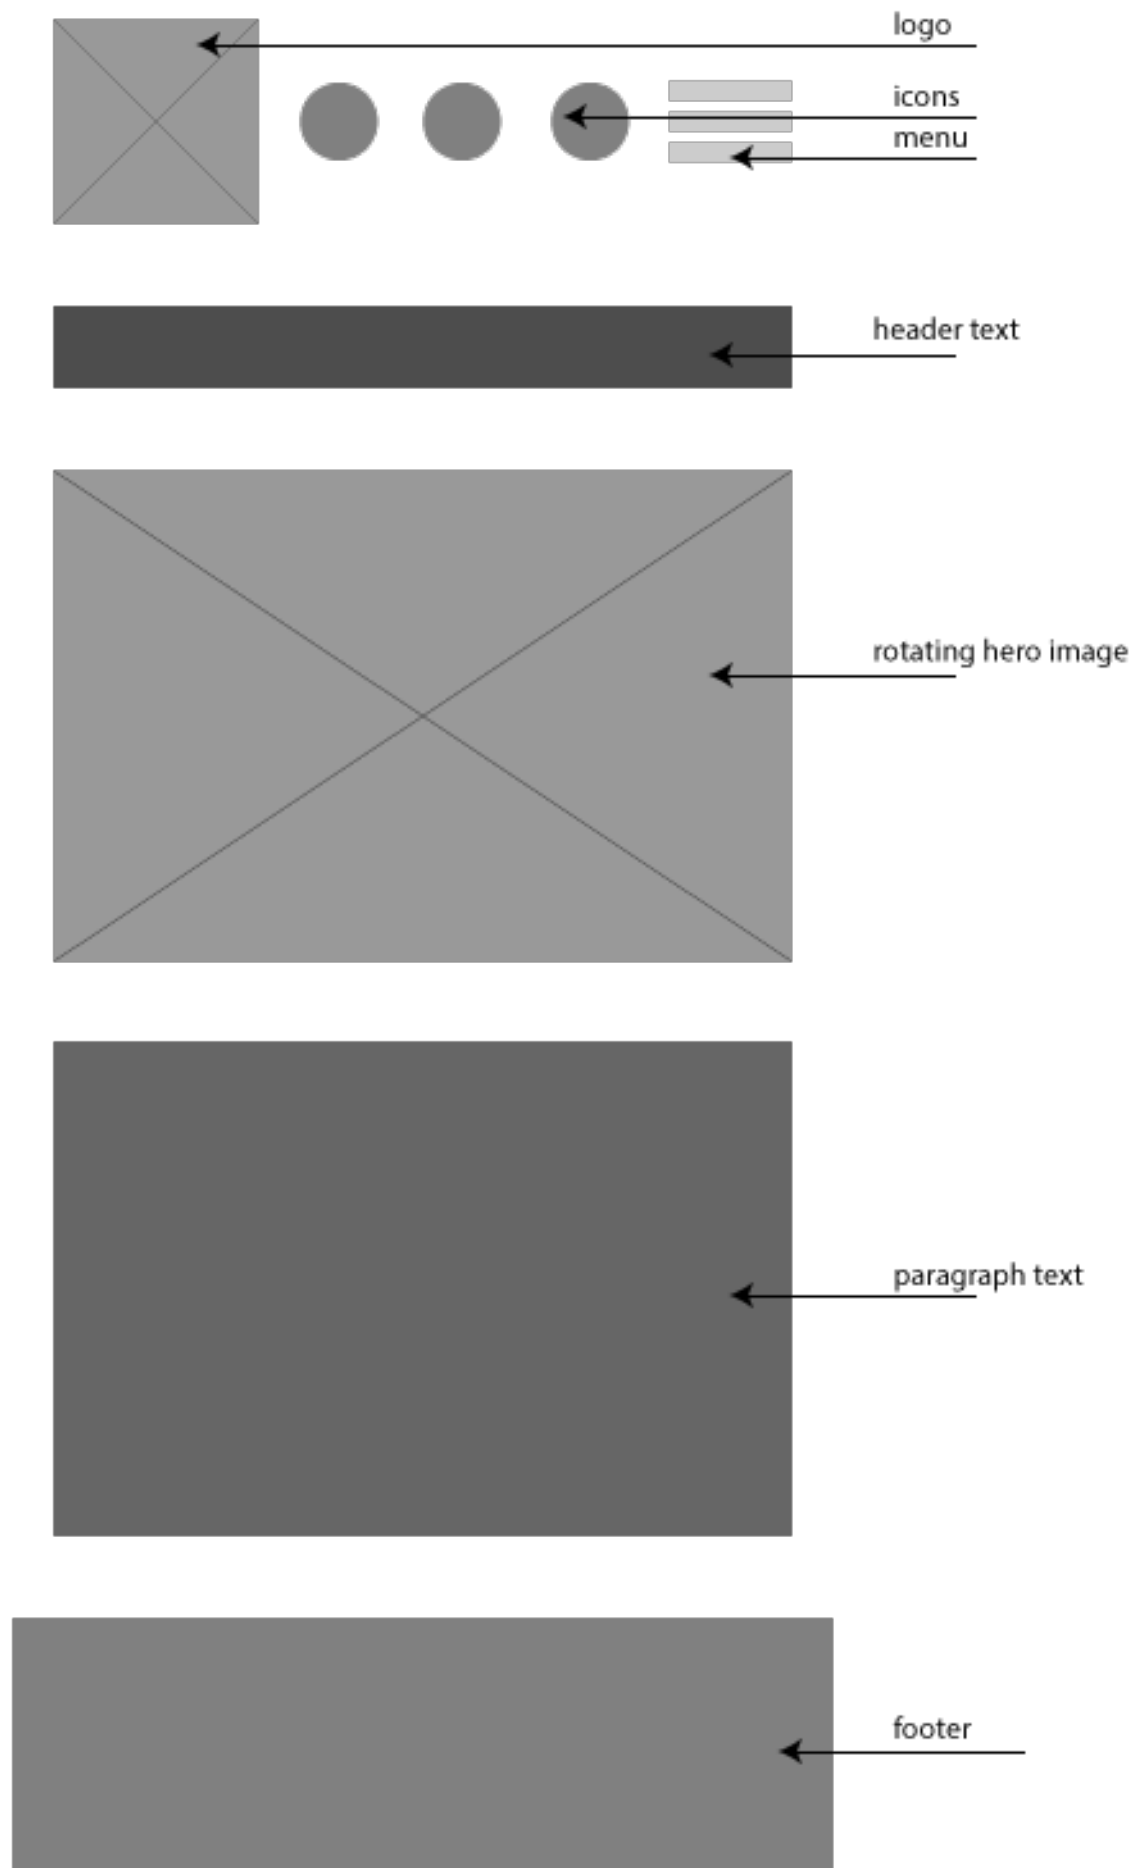 logo
icons
menu
header text
rotating hero image
paragraph text
footer